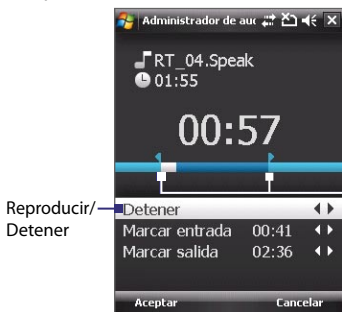 Administrador de auc
RT_04.Speak
01:55
00:57
Reproducir/
Detener
Detener
Marcar entrada 00:41
Marcar salida 02:36
Aceptar Cancelar